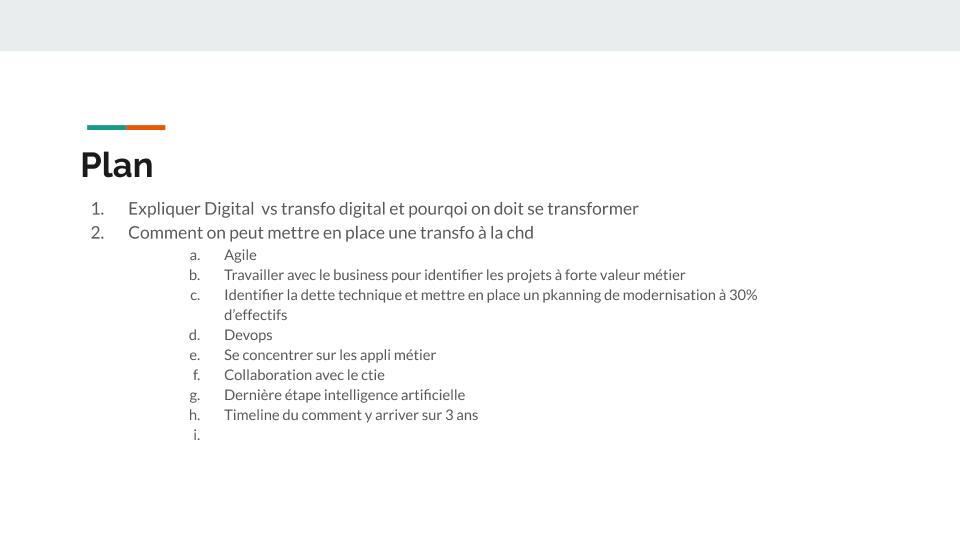 Plan
1. Expliquer Digital  vs transfo digital et pourqoi on doit se transformer
2. Comment on peut mettre en place une transfo à la chd
a. Agile
b. Travailler avec le business pour identifier les projets à forte valeur métier
c. Identifier la dette technique et mettre en place un pkanning de modernisation à 30%
d’effectifs
d. Devops
e. Se concentrer sur les appli métier
f. Collaboration avec le ctie
g. Dernière étape intelligence artificielle
h. Timeline du comment y arriver sur 3 ans
i.